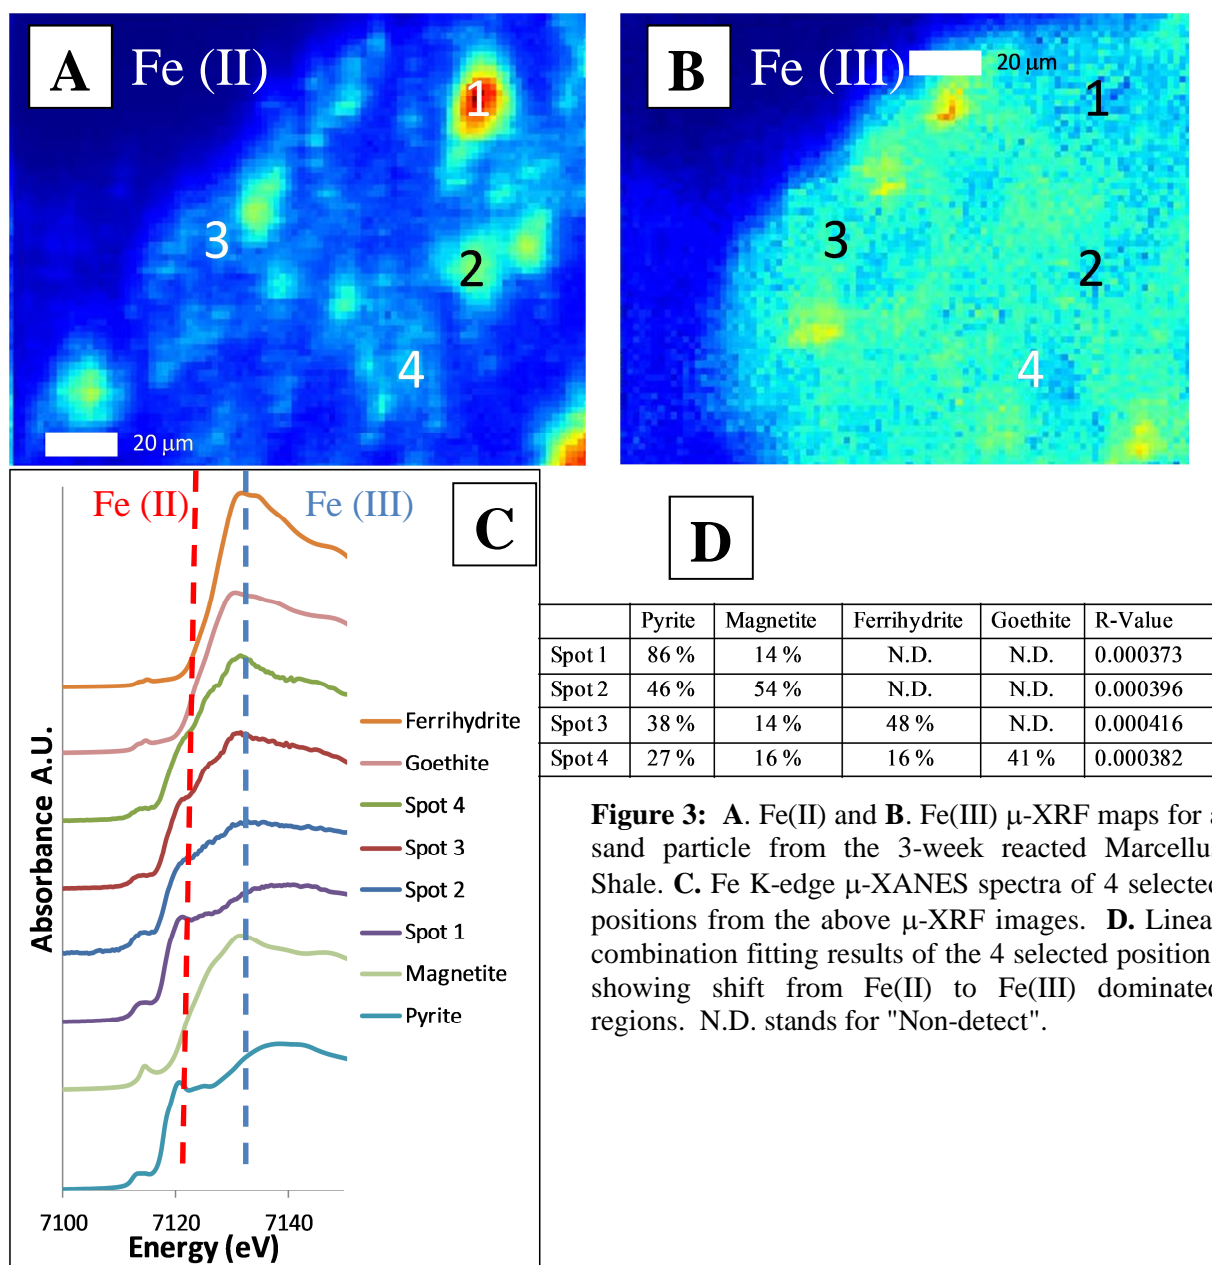 A Fe (II)
1
2
3
4
20 µm
B Fe (III) 20 µm
1
2
3
4
C
Fe (II) Fe (III)
Absorbance A.U.
Ferrihydrite
Goethite
Spot 4
Spot 3
Spot 2
Spot 1
Magnetite
Pyrite
7100 7120 7140
Energy (eV)
D
Pyrite Magnetite Ferrihydrite Goethite R-Value
Spot 1 86 % 14 % N.D. N.D. 0.000373
Spot 2 46 % 54 % N.D. N.D. 0.000396
Spot 3 38 % 14 % 48 % N.D. 0.000416
Spot 4 27 % 16 % 16 % 41 % 0.000382
Figure 3: A. Fe(II) and B. Fe(III) µ-XRF maps for a
sand particle from the 3-week reacted Marcellus
Shale. C. Fe K-edge µ-XANES spectra of 4 selected
positions from the above µ-XRF images. D. Linea
combination fitting results of the 4 selected position
showing shift from Fe(II) to Fe(III) dominated
regions. N.D. stands for "Non-detect".